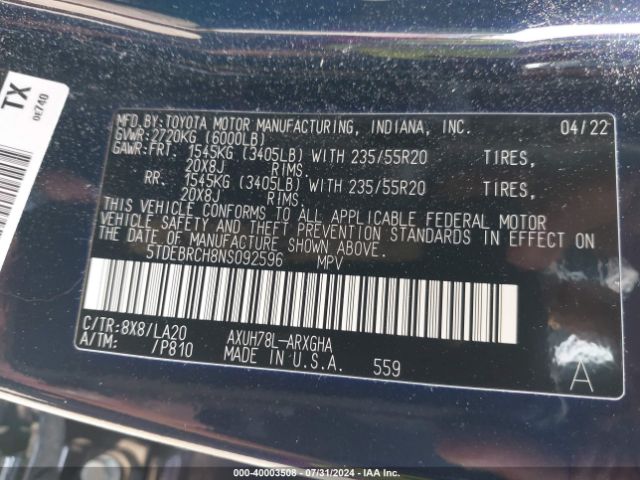 TX
OE740
MFD.BY:TOYOTA MOTOR MANUFACTURING, INDIANA, INC. 04/22
GVWR:2720KG (6000LB)
GAWR:FRT. 1545KG (3405LB) WITH 235/55R20 TIRES,
20X8J RIMS.
RR. 1545KG (3405LB) WITH 235/55R20 TIRES,
20X8J RIMS.
THIS VEHICLE CONFORMS TO ALL APPLICABLE FEDERAL MOTOR
VEHICLE SAFETY AND THEFT PREVENTION STANDARDS IN EFFECT ON
THE DATE OF MANUFACTURE SHOWN ABOVE.
5TDEBRCH8NS092596 MPV
C/TR:8X8/LA20 AXUH78L-ARXGHA
A/TM: /P810 MADE IN U.S.A. 559
A
000-40003508 - 07/31/2024 - IAA Inc.